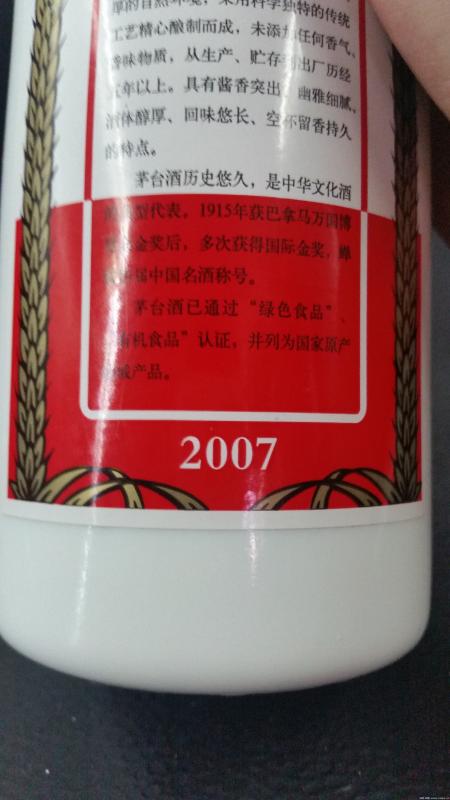 厚的自然环境，采用科学独特的传统
工艺精心酿制而成，未添加任何香气、
香味物质，从生产、贮存到出厂历经
五年以上。具有酱香突出、幽雅细腻、
酒体醇厚、回味悠长、空杯留香持久
的特点。
茅台酒历史悠久，是中华文化酒
的典型代表。1915年获巴拿马万国博
金奖后，多次获得国际金奖，蝉
届中国名酒称号。
茅台酒已通过“绿色食品”、
“有机食品”认证，并列为国家原产
地域产品。
2007